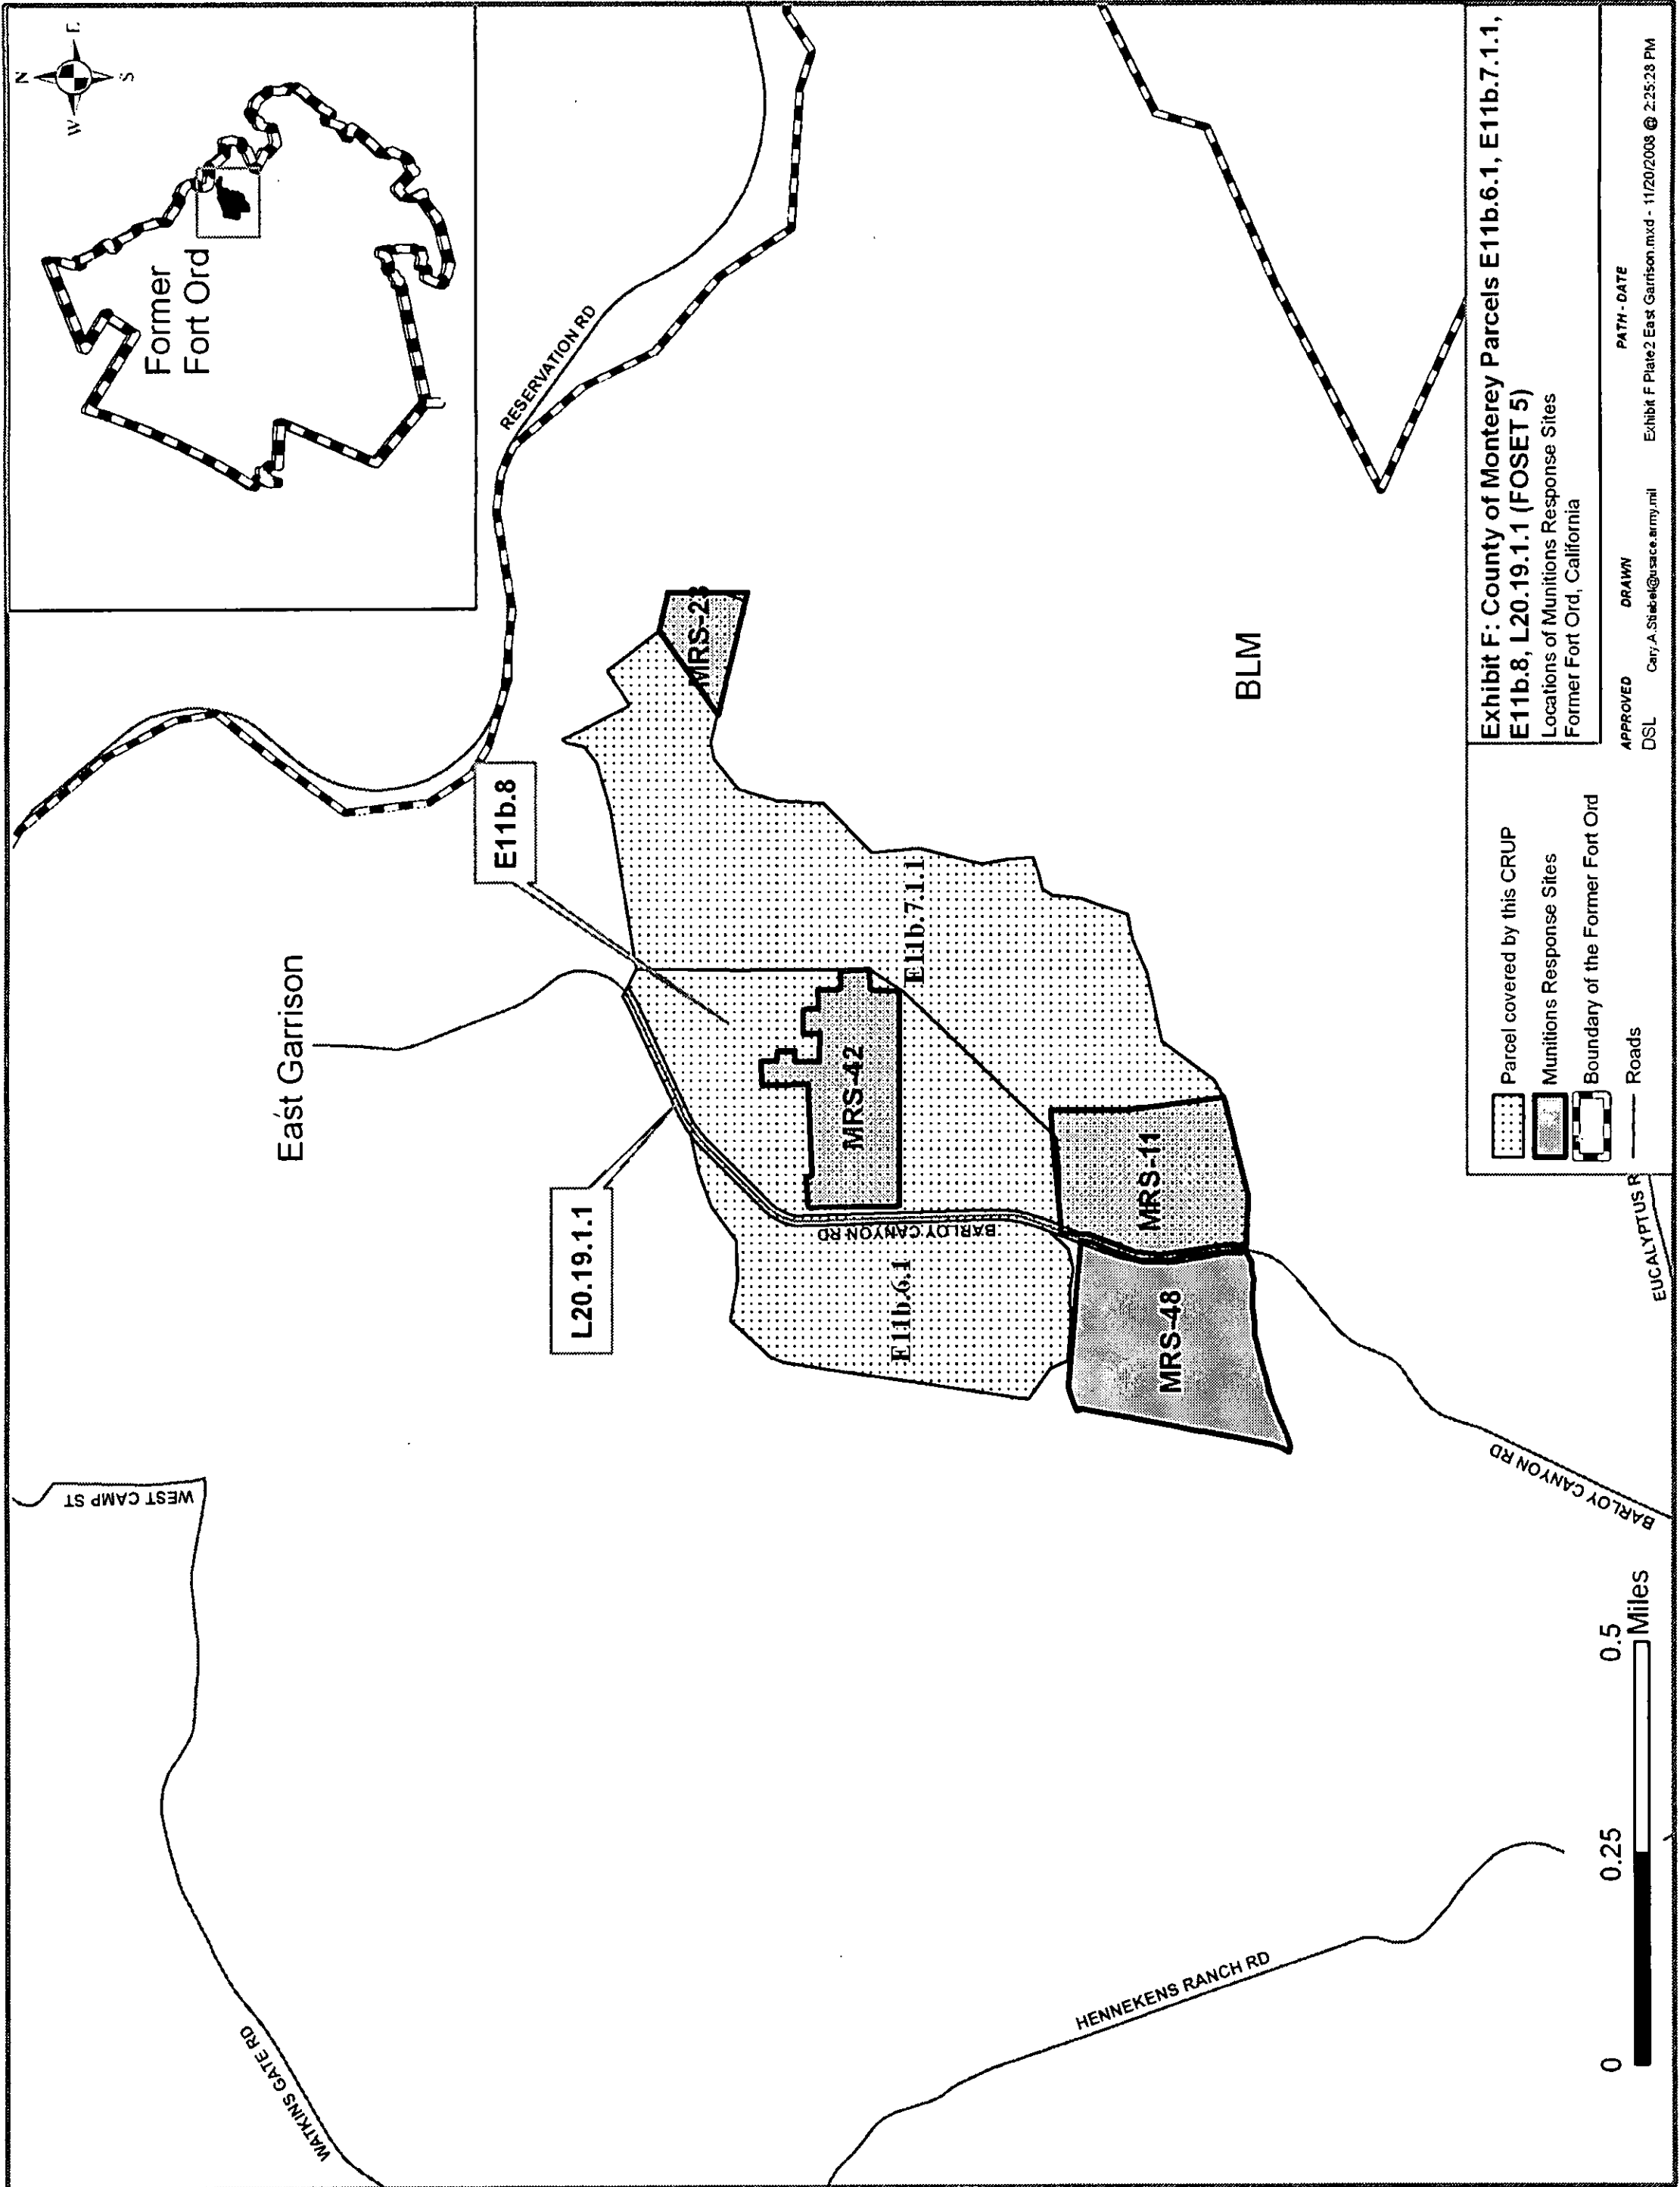 N
W
E
S
Former
Fort Ord
RESERVATION RD
East Garrison
E11b.8
L20.19.1.1
WEST CAMP ST
WATKINS GATE RD
E11b.7.1.1
MRS-42
BARLOY CANYON RD
E11b.6.1
MRS-11
MRS-48
BLM
HENNEKENS RANCH RD
BARLOY CANYON RD
EUCALYPTUS R
0 0.25 0.5
Miles
Parcel covered by this CRUP
Munitions Response Sites
Boundary of the Former Fort Ord
Roads
Exhibit F: County of Monterey Parcels E11b.6.1, E11b.7.1.1,
E11b.8, L20.19.1.1 (FOSET 5)
Locations of Munitions Response Sites
Former Fort Ord, California
APPROVED DRAWN PATH - DATE
DSL Cary.A.Stiebel@usace.army.mil Exhibit F Plate2 East Garrison.mxd - 11/20/2008 @ 2:25:28 PM